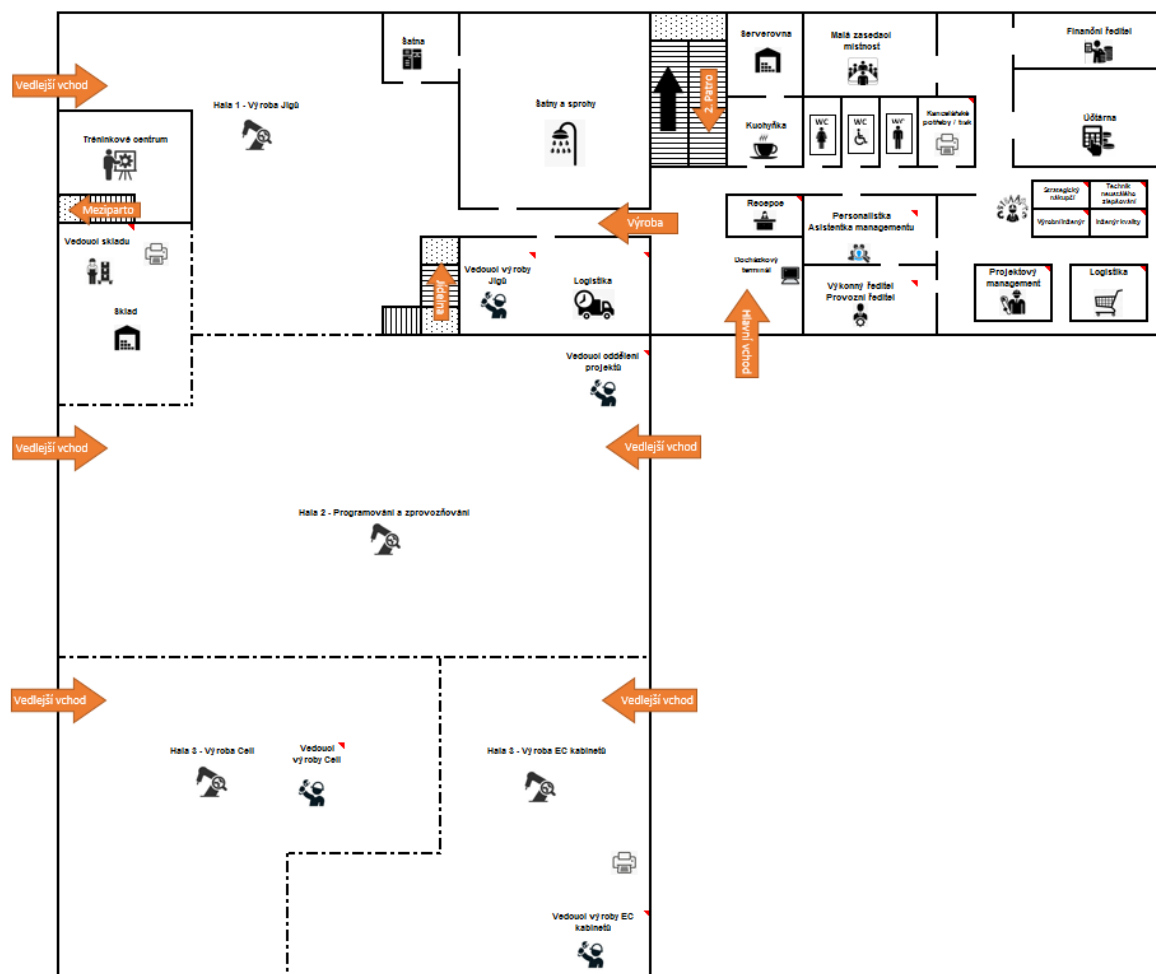 Vedlejší vchod
Hala 1 - Výroba Jigů
Šatna
Šatny a sprchy
2. Patro
Serverovna
Malá zasedací
místnost
Finanční ředitel
Tréninkové centrum
Kuchyňka
WC
WC
WC
Kancelářské
potřeby / tisk
Účtárna
Meziparto
Výroba
Recepce
Personalistka
Asistentka managementu
Strategický
nákupčí
Technik
neustálého
zlepšování
Výrobní inženýr
Inženýr kvality
Vedoucí skladu
Sklad
Jídelna
Vedoucí výroby
Jigů
Logistika
Docházkový
terminál
Hlavní vchod
Výkonný ředitel
Provozní ředitel
Projektový
management
Logistika
Vedoucí oddělení
projektů
Vedlejší vchod
Vedlejší vchod
Hala 2 - Programování a zprovozňování
Vedlejší vchod
Vedlejší vchod
Hala 3 - Výroba Cell
Vedoucí
výroby Cell
Hala 3 - Výroba EC kabinetů
Vedoucí výroby EC
kabinetů